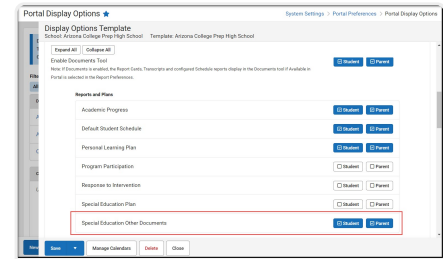 Portal Display Options ★ System Settings > Portal Preferences > Portal Display Options
Display Options Template
School: Arizona College Prep High School Template: Arizona College Prep High School
Expand All Collapse All
Enable Documents Tool Student Parent
Note: If Documents is enabled, the Report Cards, Transcripts and configured Schedule reports display in the Documents tool if Available in
Portal is selected in the Report Preferences.
Reports and Plans
Academic Progress Student Parent
Default Student Schedule Student Parent
Personal Learning Plan Student Parent
Program Participation Student Parent
Response to Intervention Student Parent
Special Education Plan Student Parent
Special Education Other Documents Student Parent
New Save Manage Calendars Delete Close